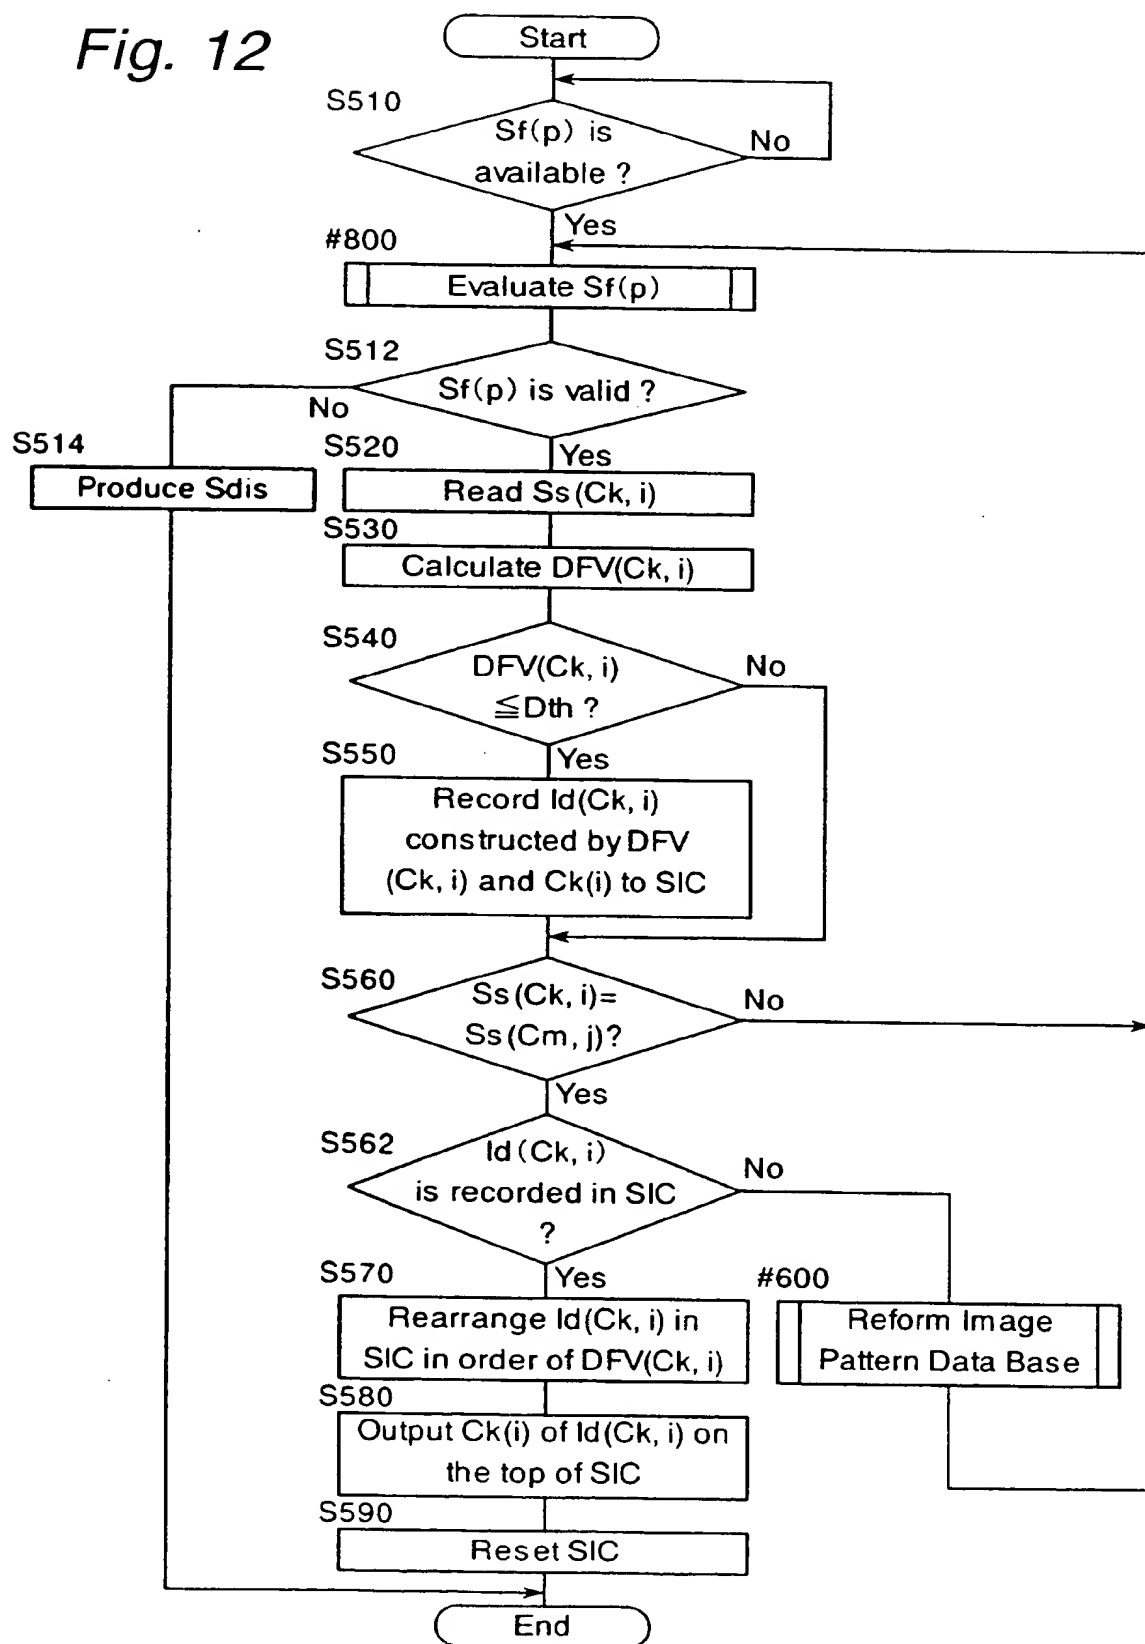 Fig. 12
Start
S510
Sf(p) is
available ?
No
Yes
#800
Evaluate Sf(p)
S512
Sf(p) is valid ?
No
Yes
S514
Produce Sdis
S520
Read Ss(Ck, i)
S530
Calculate DFV(Ck, i)
S540
DFV(Ck, i)
≦Dth ?
No
Yes
S550
Record Id(Ck, i)
constructed by DFV
(Ck, i) and Ck(i) to SIC
S560
Ss(Ck, i)=
Ss(Cm, j)?
No
Yes
S562
Id(Ck, i)
is recorded in SIC
?
No
Yes
S570
Rearrange Id(Ck, i) in
SIC in order of DFV(Ck, i)
#600
Reform Image
Pattern Data Base
S580
Output Ck(i) of Id(Ck, i) on
the top of SIC
S590
Reset SIC
End